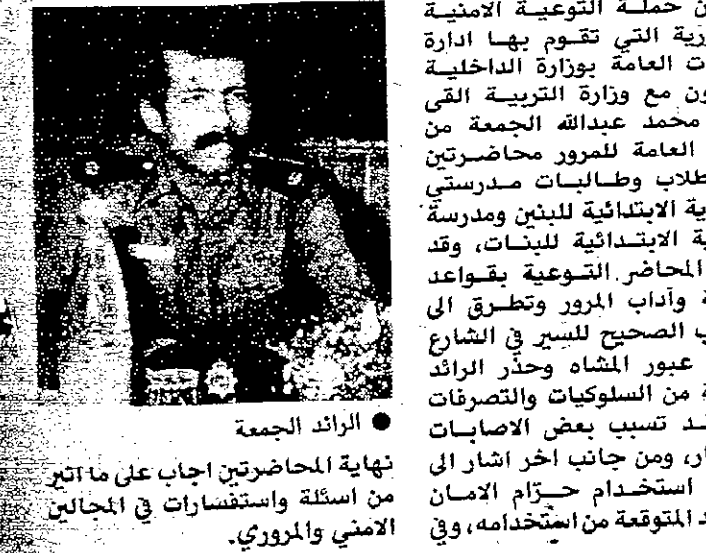 ن حملة التوعية الامنية
ورية التي تقوم بها ادارة
ات العامة بوزارة الداخلية
ون مع وزارة التربية القى
محمد عبدالله الجمعة من
العامة للمرور محاضرتين
طلاب وطالبات مدرستي
ية الابتدائية للبنين ومدرسة
ية الابتدائية للبنات، وقد
المحاضر التوعية بقواعد
ة وآداب المرور وتطرق الى
ب الصحيح للسير في الشارع
عبور المشاه وحذر الرائد
ة من السلوكيات والتصرفات
ـد تسبب بعض الاصابات
ار، ومن جانب اخر اشار الى
استخدام حزام الامان
د المتوقعة من استخدامه، وفي
● الرائد الجمعة
نهاية المحاضرتين اجاب على ما اثير
من اسئلة واستفسارات في المجالين
الامني والمروري.